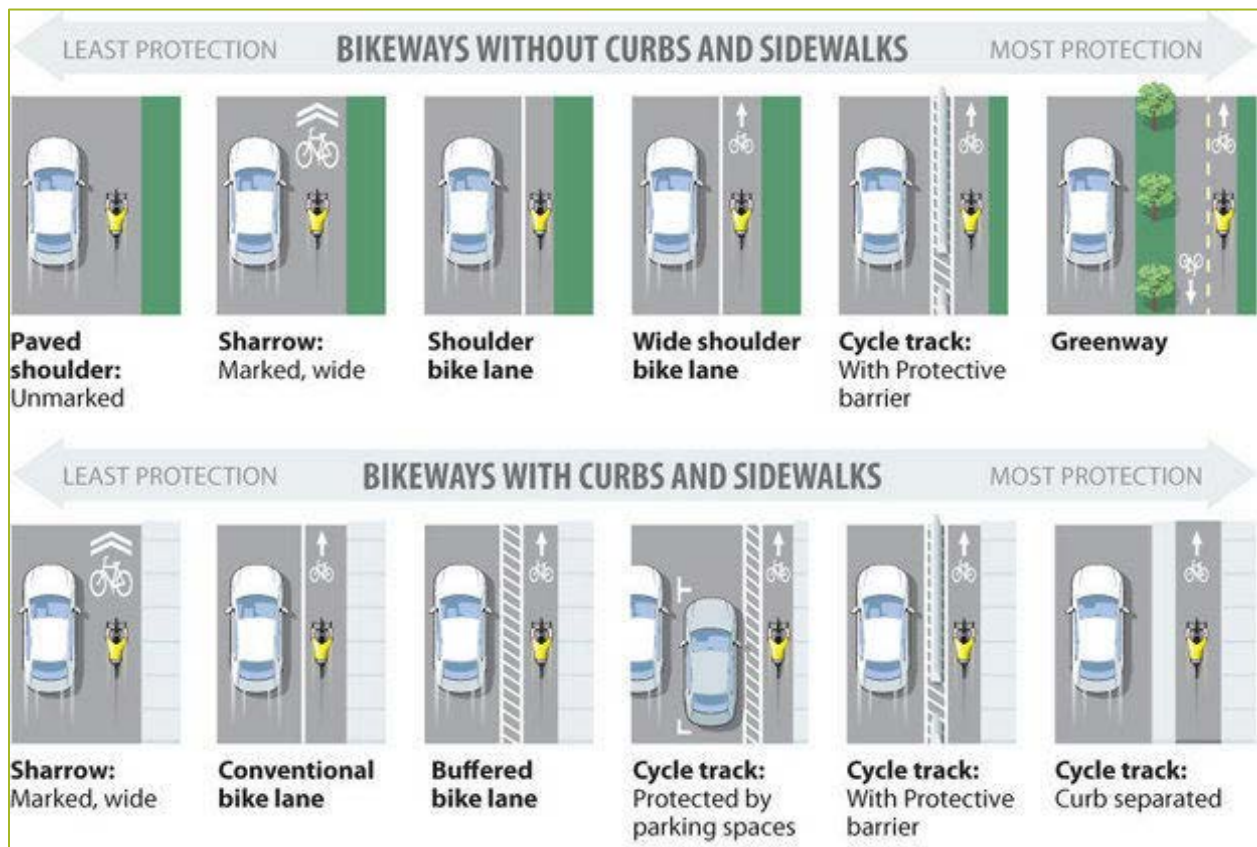 LEAST PROTECTION BIKEWAYS WITHOUT CURBS AND SIDEWALKS MOST PROTECTION
Paved shoulder: Unmarked
Sharrow: Marked, wide
Shoulder bike lane
Wide shoulder bike lane
Cycle track: With Protective barrier
Greenway
LEAST PROTECTION BIKEWAYS WITH CURBS AND SIDEWALKS MOST PROTECTION
Sharrow: Marked, wide
Conventional bike lane
Buffered bike lane
Cycle track: Protected by parking spaces
Cycle track: With Protective barrier
Cycle track: Curb separated